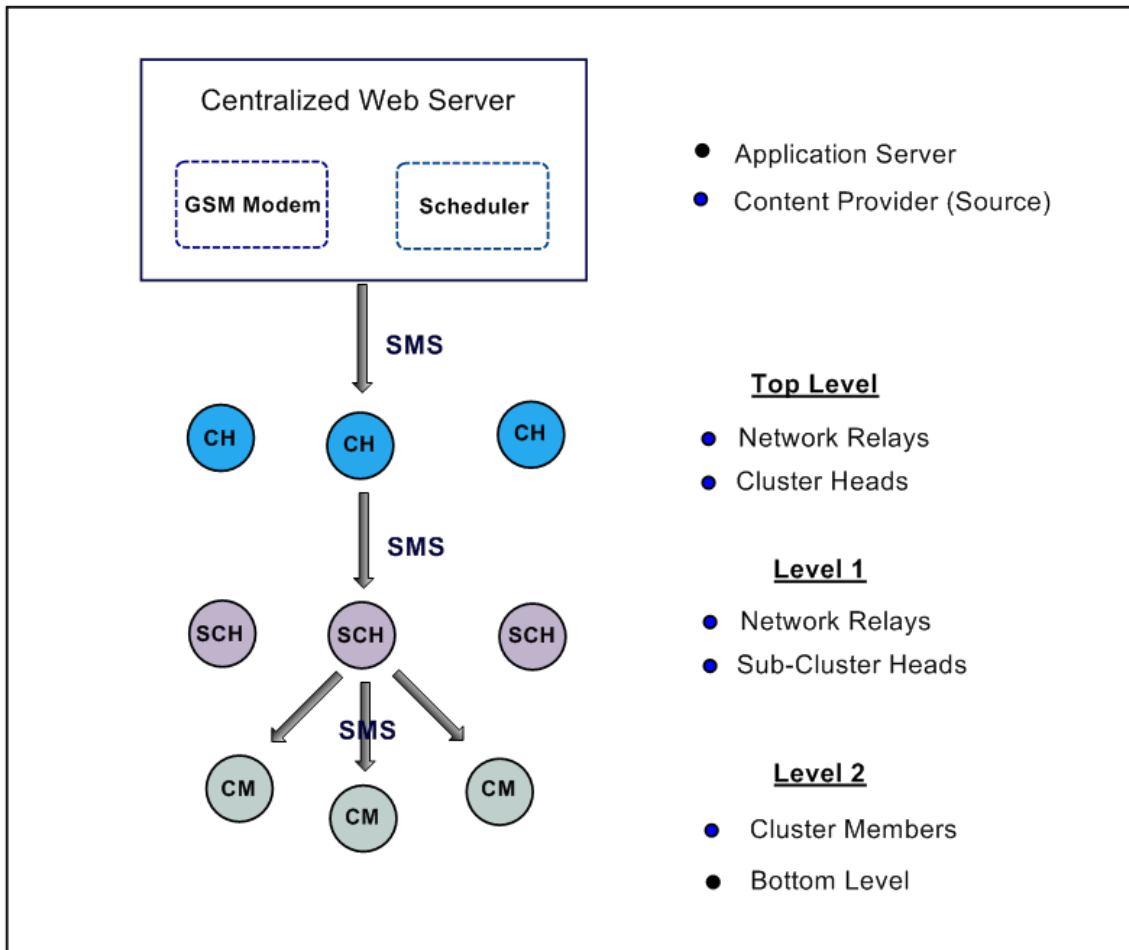 Centralized Web Server
GSM Modem
Scheduler
Application Server
Content Provider (Source)
SMS
Top Level
CH
CH
CH
Network Relays
Cluster Heads
SMS
Level 1
SCH
SCH
SCH
Network Relays
Sub-Cluster Heads
SMS
Level 2
CM
CM
CM
Cluster Members
Bottom Level